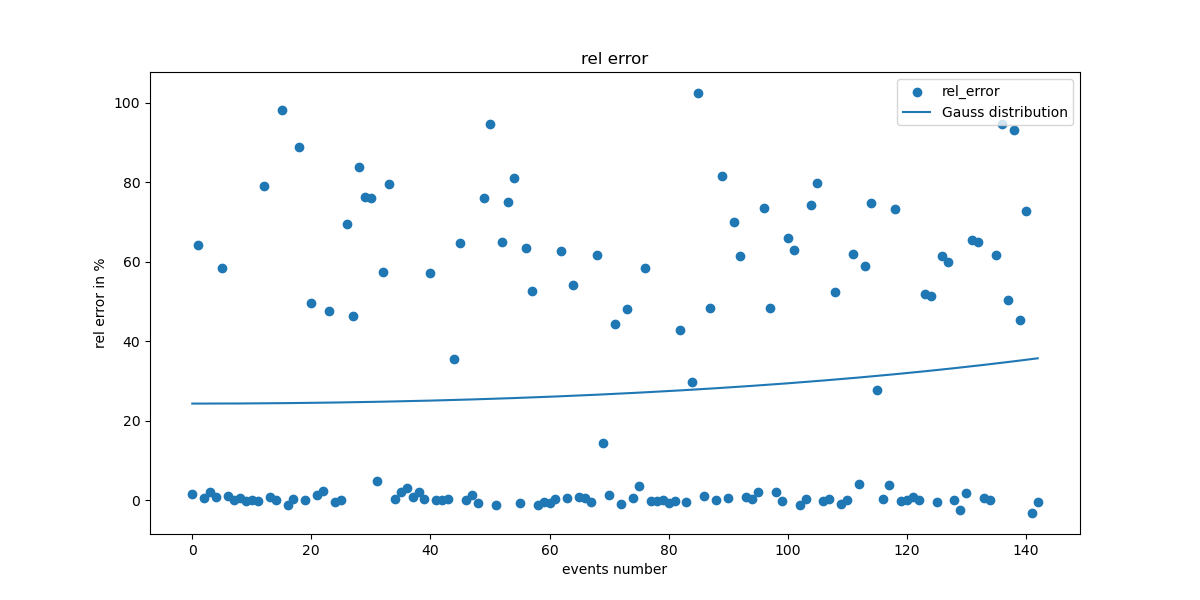 rel error
rel_error
Gauss distribution
rel error in %
100
80
60
40
20
0
0 20 40 60 80 100 120 140
events number